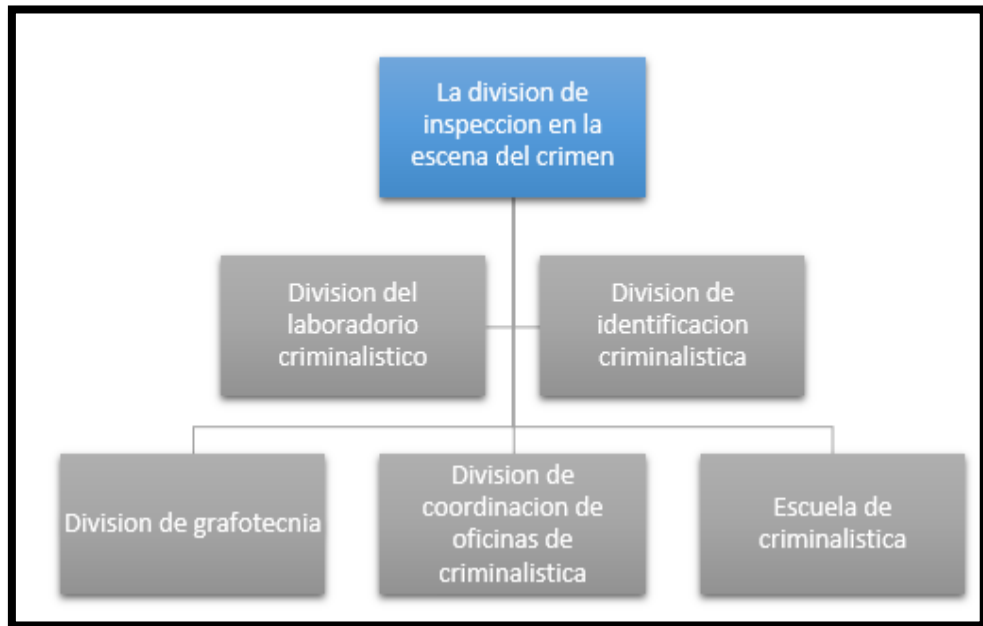 La division de
inspeccion en la
escena del crimen
Division del
laboradorio
criminalistico
Division de
identificacion
criminalistica
Division de grafotecnia
Division de
coordinacion de
oficinas de
criminalistica
Escuela de
criminalistica